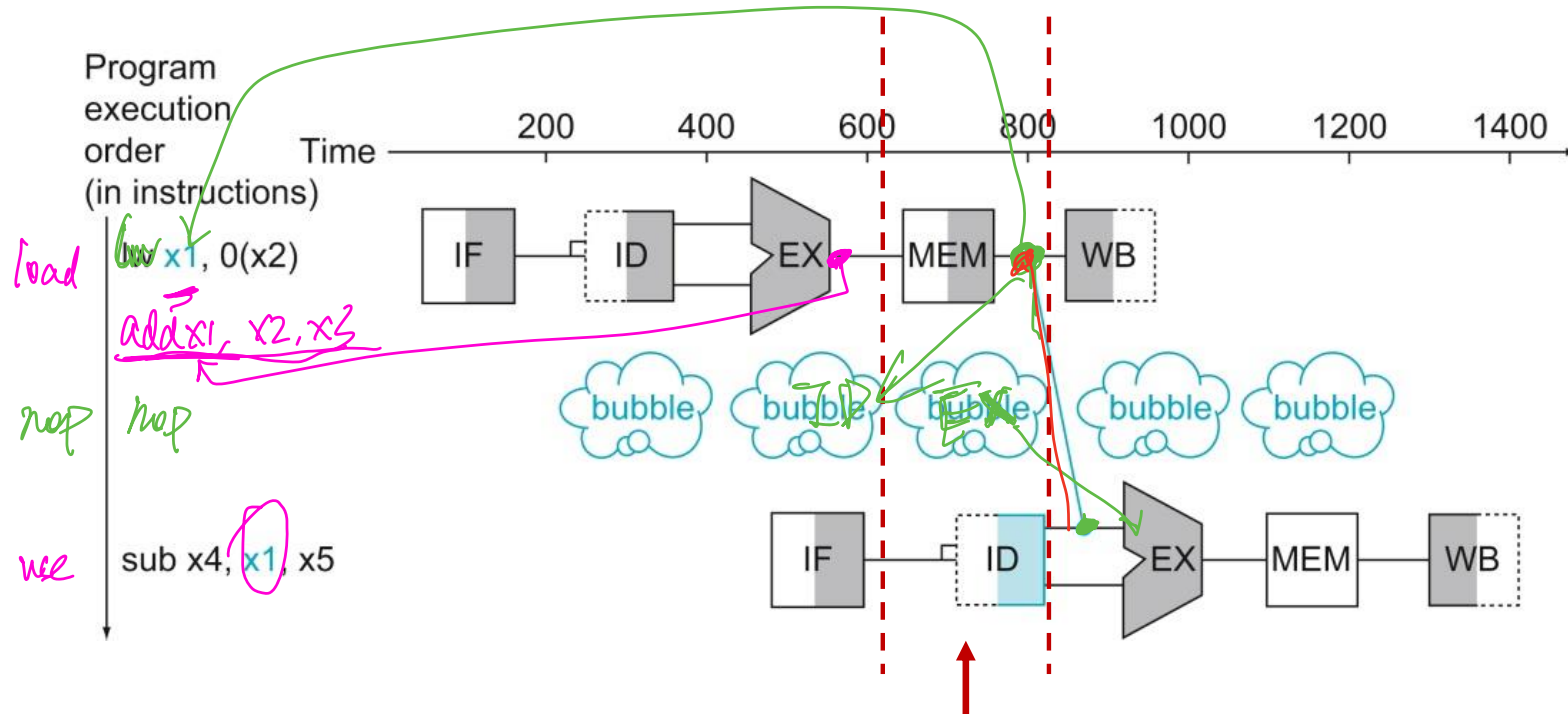 Program
execution
order
(in instructions)
Time
200 400 600 800 1000 1200 1400
load lw x1, 0(x2)
IF ID EX MEM WB
add x1, x2, x3
nop nop
bubble bubble bubble bubble bubble
ID EX
use sub x4, x1, x5
IF ID EX MEM WB